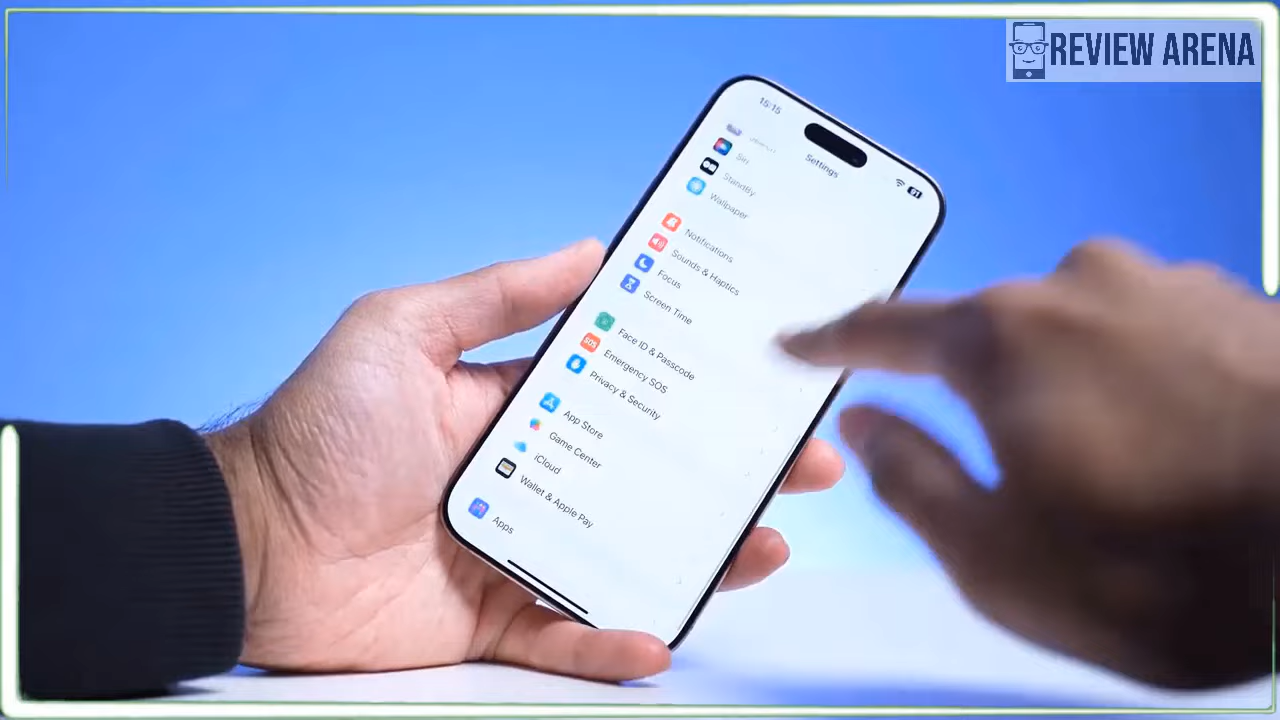 REVIEW ARENA
15:15
Settings
Siri
StandBy
Wallpaper
Notifications
Sounds & Haptics
Focus
Screen Time
Face ID & Passcode
SOS
Emergency SOS
Privacy & Security
App Store
Game Center
iCloud
Wallet & Apple Pay
Apps